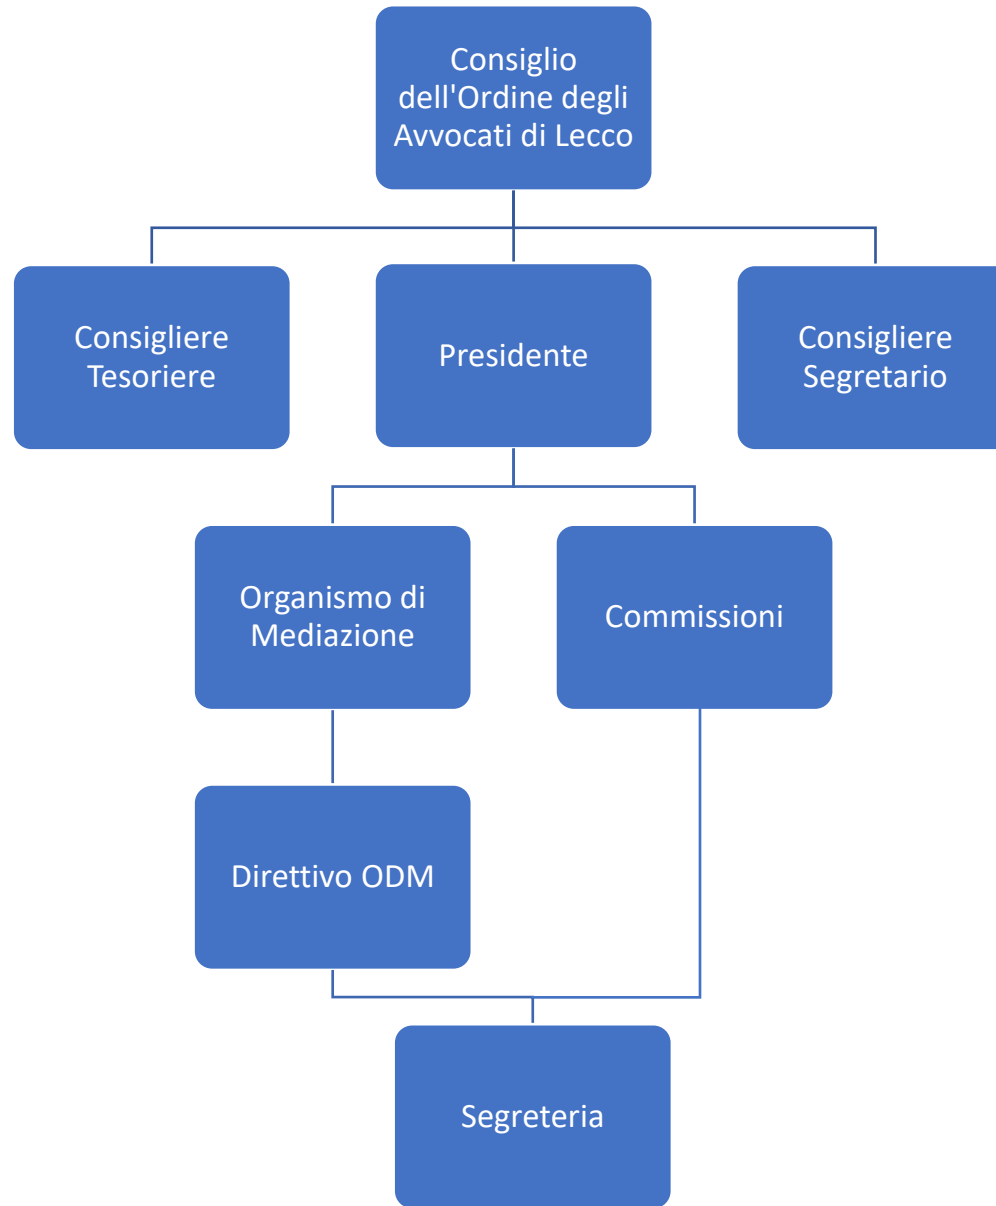 Consiglio
dell'Ordine degli
Avvocati di Lecco
Consigliere
Tesoriere
Presidente
Consigliere
Segretario
Organismo di
Mediazione
Commissioni
Direttivo ODM
Segreteria